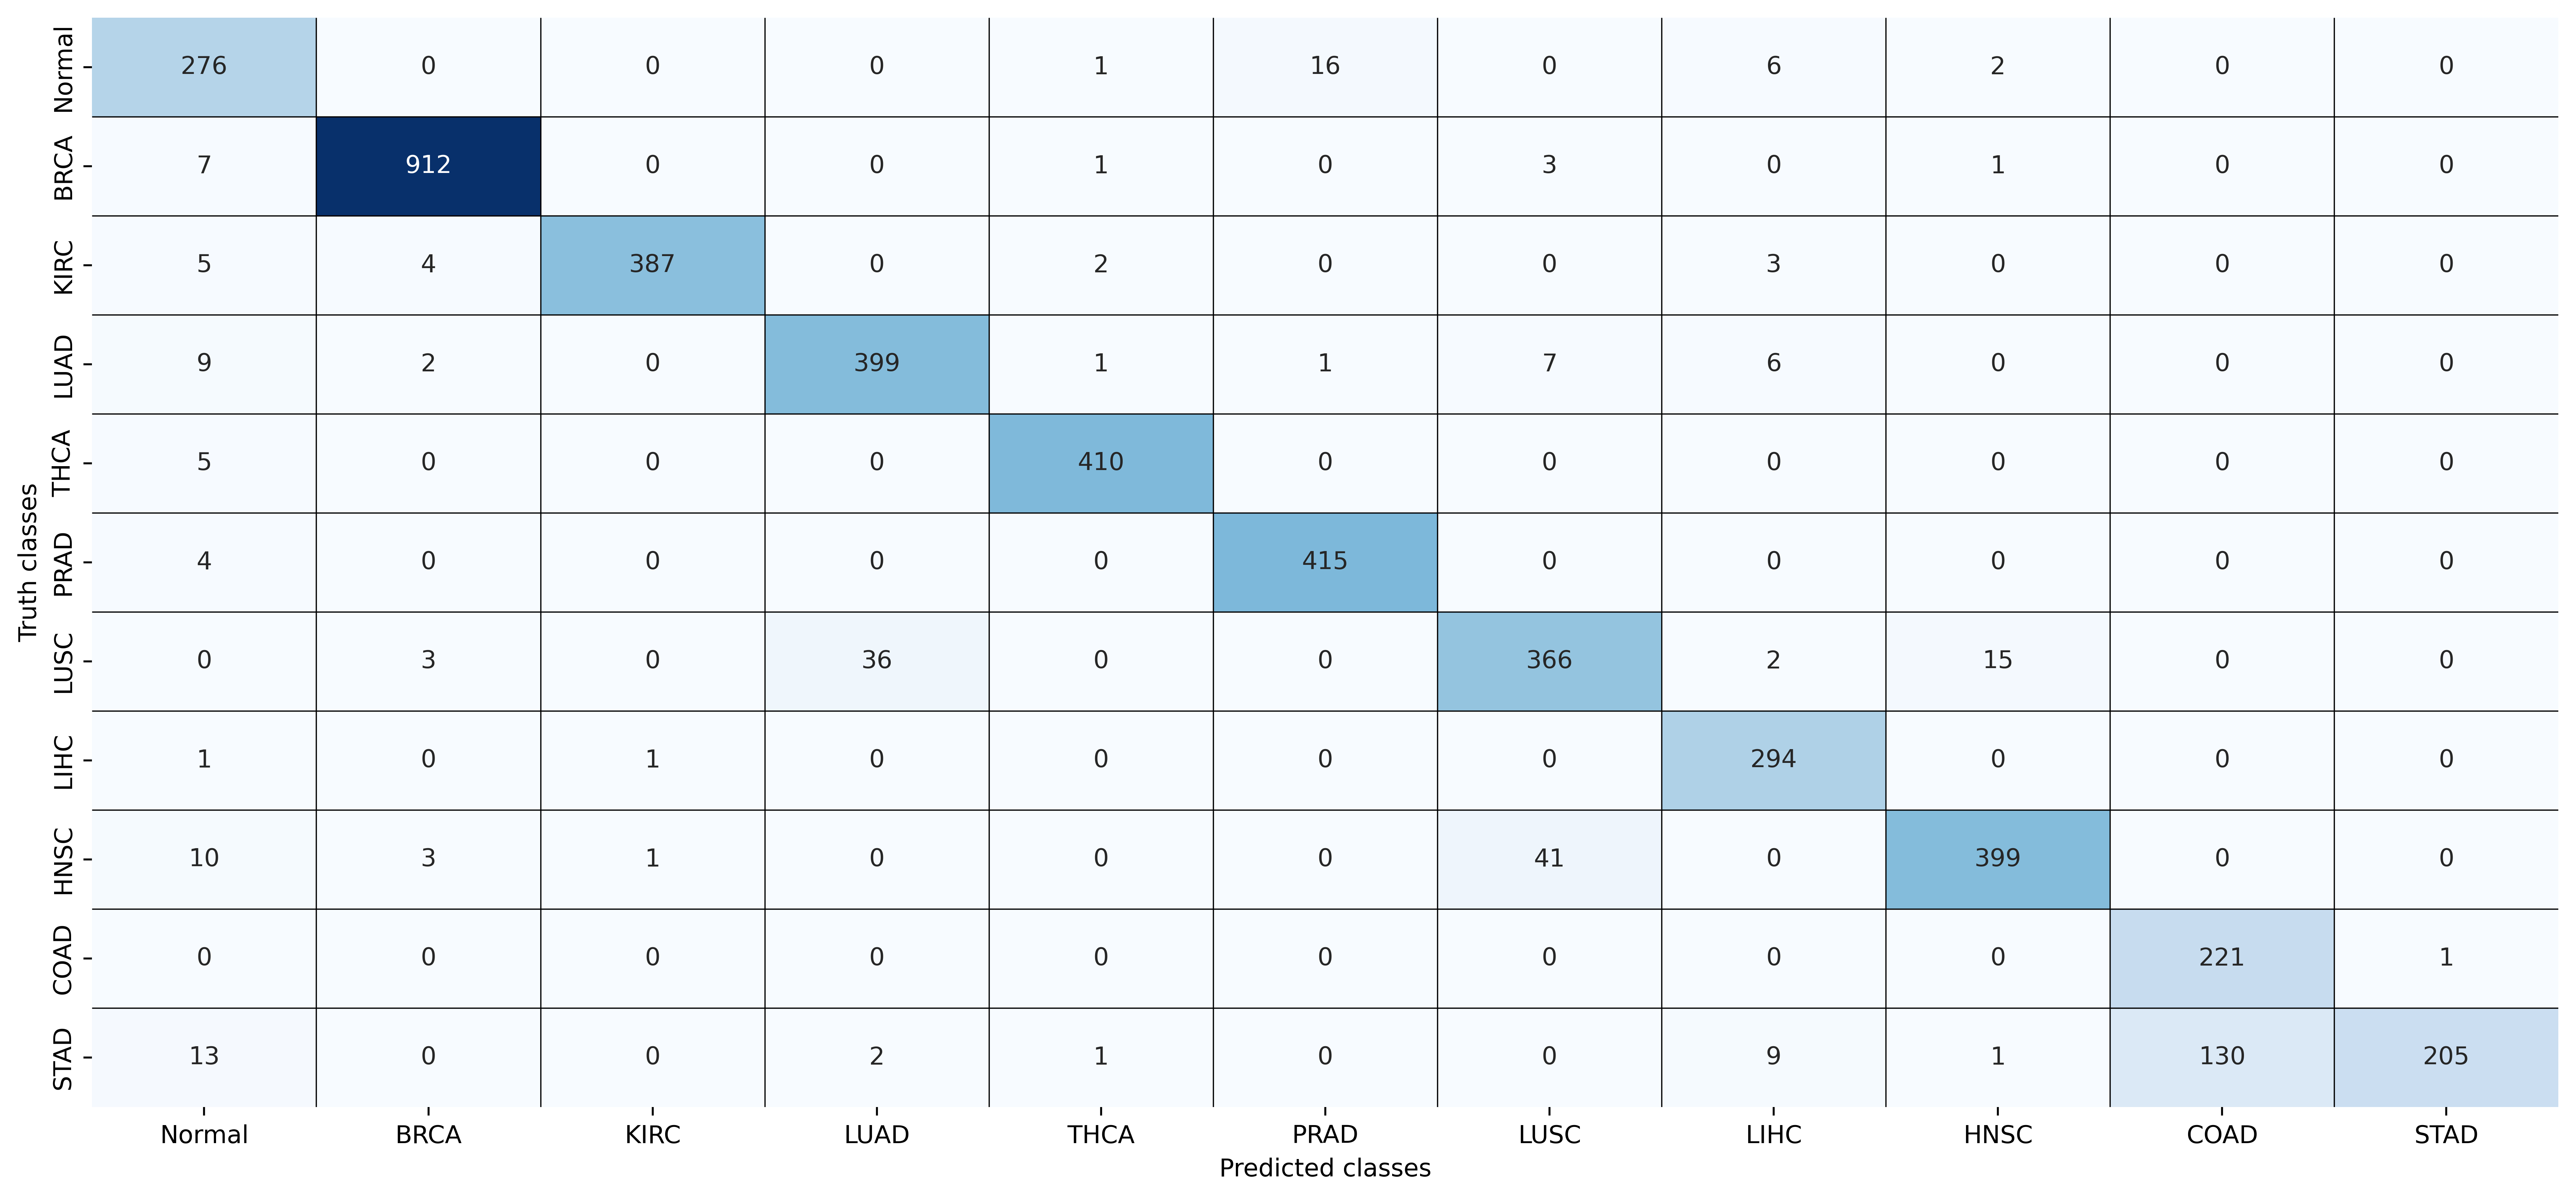 Truth classes
Normal 276 0 0 0 1 16 0 6 2 0 0
BRCA 7 912 0 0 1 0 3 0 1 0 0
KIRC 5 4 387 0 2 0 0 3 0 0 0
LUAD 9 2 0 399 1 1 7 6 0 0 0
THCA 5 0 0 0 410 0 0 0 0 0 0
PRAD 4 0 0 0 0 415 0 0 0 0 0
LUSC 0 3 0 36 0 0 366 2 15 0 0
LIHC 1 0 1 0 0 0 0 294 0 0 0
HNSC 10 3 1 0 0 0 41 0 399 0 0
COAD 0 0 0 0 0 0 0 0 0 221 1
STAD 13 0 0 2 1 0 0 9 1 130 205
Normal BRCA KIRC LUAD THCA PRAD LUSC LIHC HNSC COAD STAD
Predicted classes